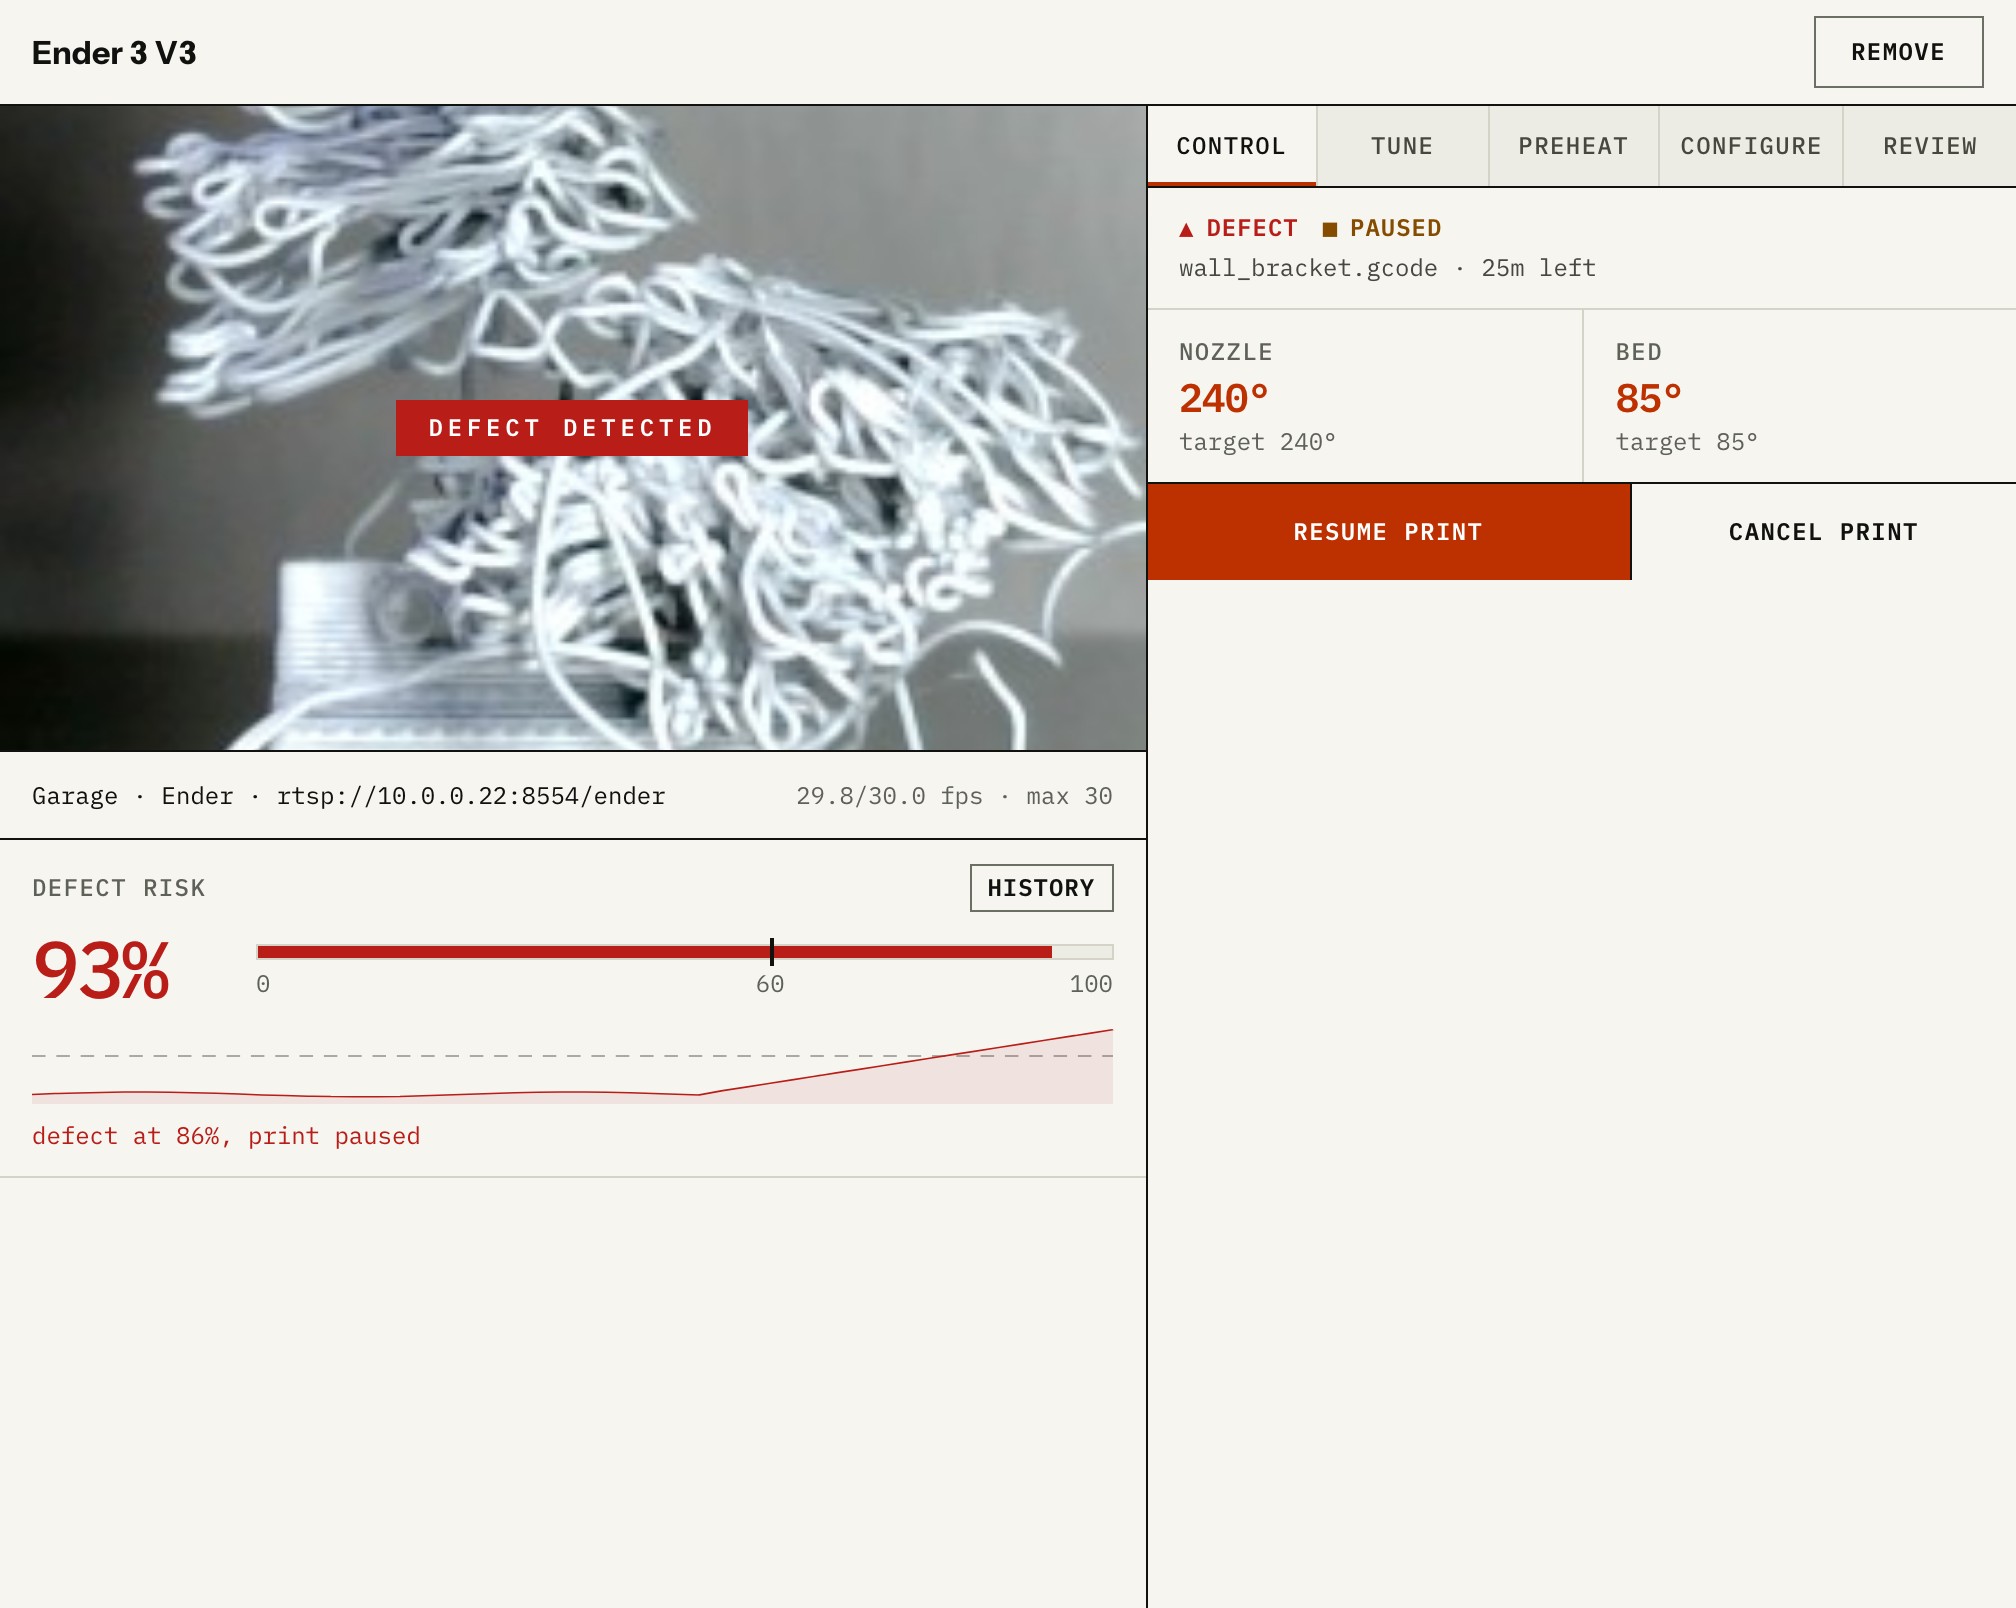 Ender 3 V3
REMOVE
DEFECT DETECTED
Garage · Ender · rtsp://10.0.0.22:8554/ender
29.8/30.0 fps · max 30
DEFECT RISK
HISTORY
93%
0
60
100
defect at 86%, print paused
CONTROL
TUNE
PREHEAT
CONFIGURE
REVIEW
▲ DEFECT ■ PAUSED
wall_bracket.gcode · 25m left
NOZZLE
240°
target 240°
BED
85°
target 85°
RESUME PRINT
CANCEL PRINT